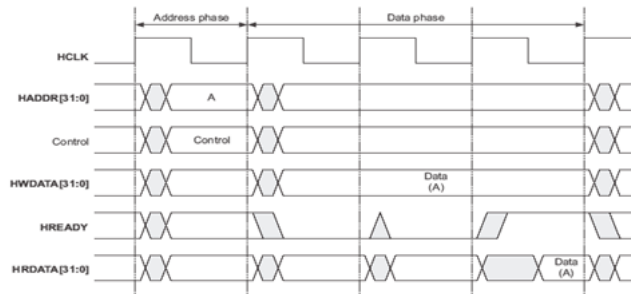 Address phase
Data phase
HCLK
HADDR[31:0]
A
Control
Control
HWDATA[31:0]
Data
(A)
HREADY
HRDATA[31:0]
Data
(A)